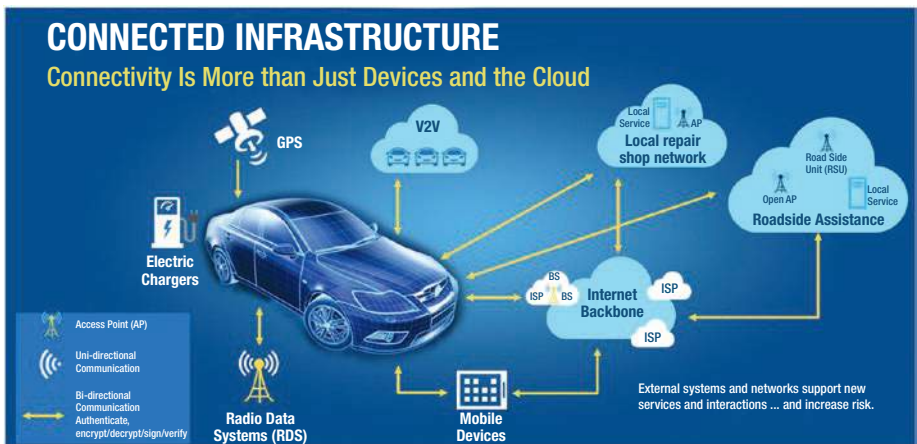 CONNECTED INFRASTRUCTURE
Connectivity Is More than Just Devices and the Cloud
GPS
V2V
Local
Service
AP
Local repair
shop network
Road Side
Unit (RSU)
Open AP
Local
Service
Roadside Assistance
Electric
Chargers
BS
ISP
BS
Internet
Backbone
ISP
ISP
Access Point (AP)
Uni-directional
Communication
Bi-directional
Communication
Authenticate,
encrypt/decrypt/sign/verify
Radio Data
Systems (RDS)
Mobile
Devices
External systems and networks support new
services and interactions ... and increase risk.